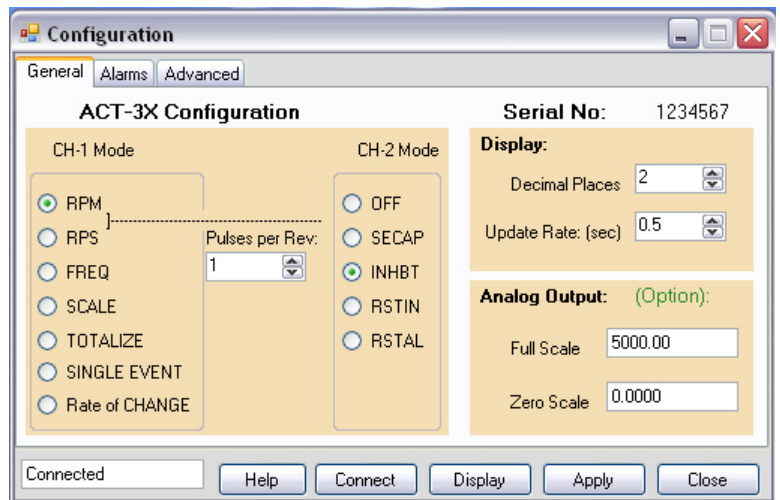 Configuration
General Alarms Advanced
ACT-3X Configuration
Serial No: 1234567
CH-1 Mode
RPM
RPS
FREQ
SCALE
TOTALIZE
SINGLE EVENT
Rate of CHANGE
Pulses per Rev:
1
CH-2 Mode
OFF
SECAP
INHBT
RSTIN
RSTAL
Display:
Decimal Places 2
Update Rate: (sec) 0.5
Analog Output: (Option):
Full Scale 5000.00
Zero Scale 0.0000
Connected Help Connect Display Apply Close